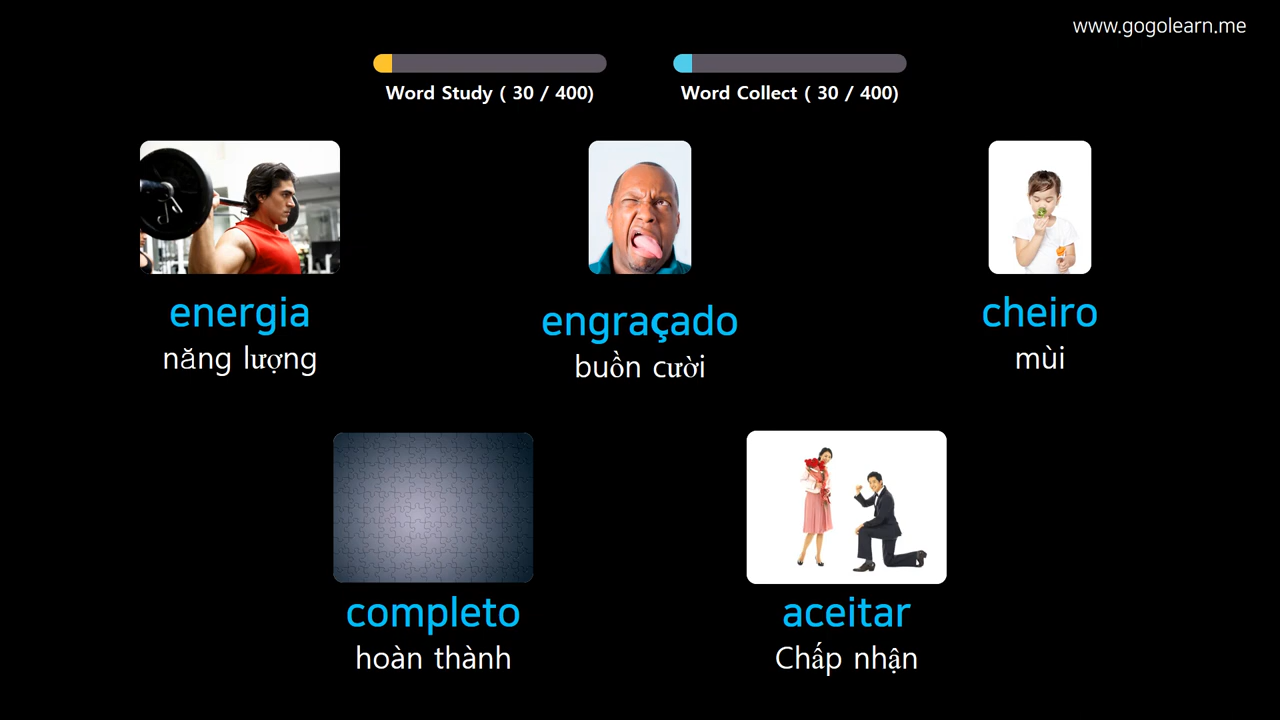 www.gogolearn.me
Word Study ( 30 / 400)
Word Collect ( 30 / 400)
energia
năng lượng
engraçado
buồn cười
cheiro
mùi
completo
hoàn thành
aceitar
Chấp nhận